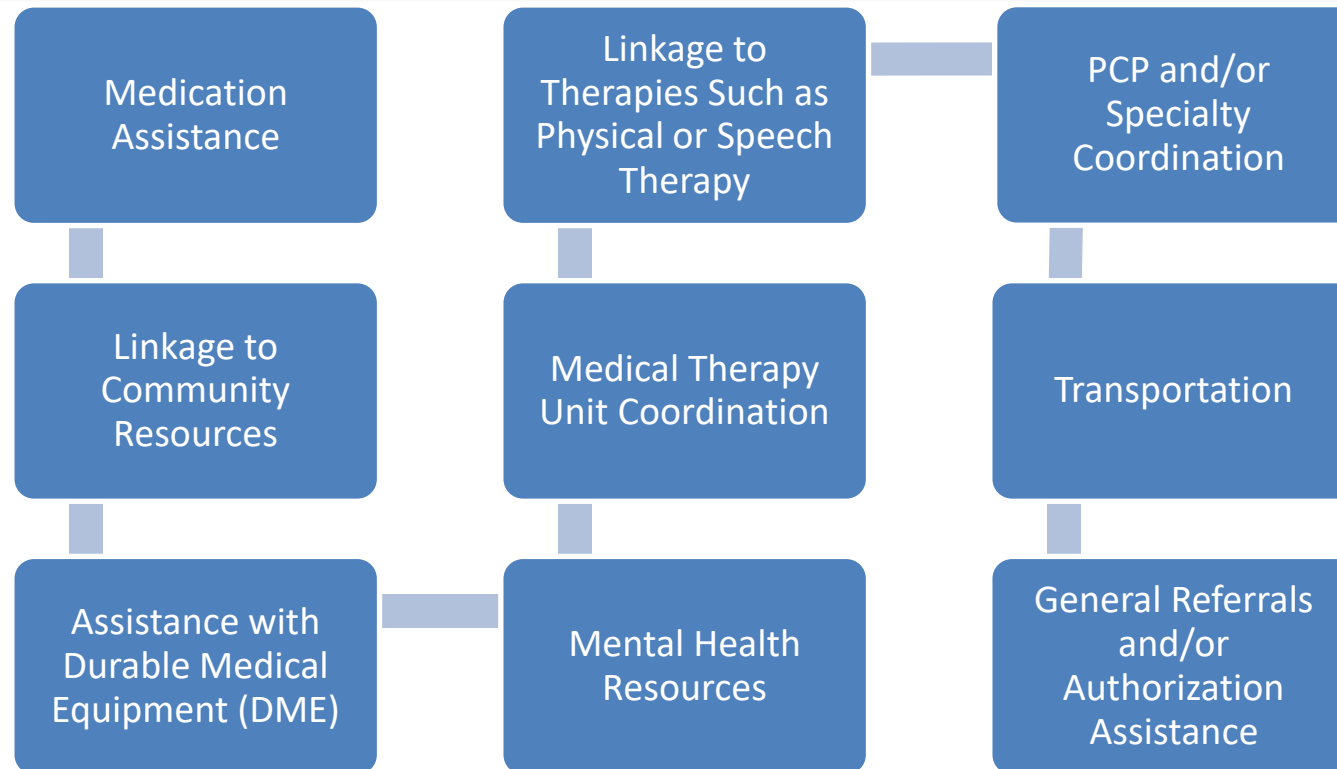 Medication
Assistance
Linkage to
Community
Resources
Assistance with
Durable Medical
Equipment (DME)
Mental Health
Resources
Medical Therapy
Unit Coordination
Linkage to
Therapies Such as
Physical or Speech
Therapy
PCP and/or
Specialty
Coordination
Transportation
General Referrals
and/or
Authorization
Assistance